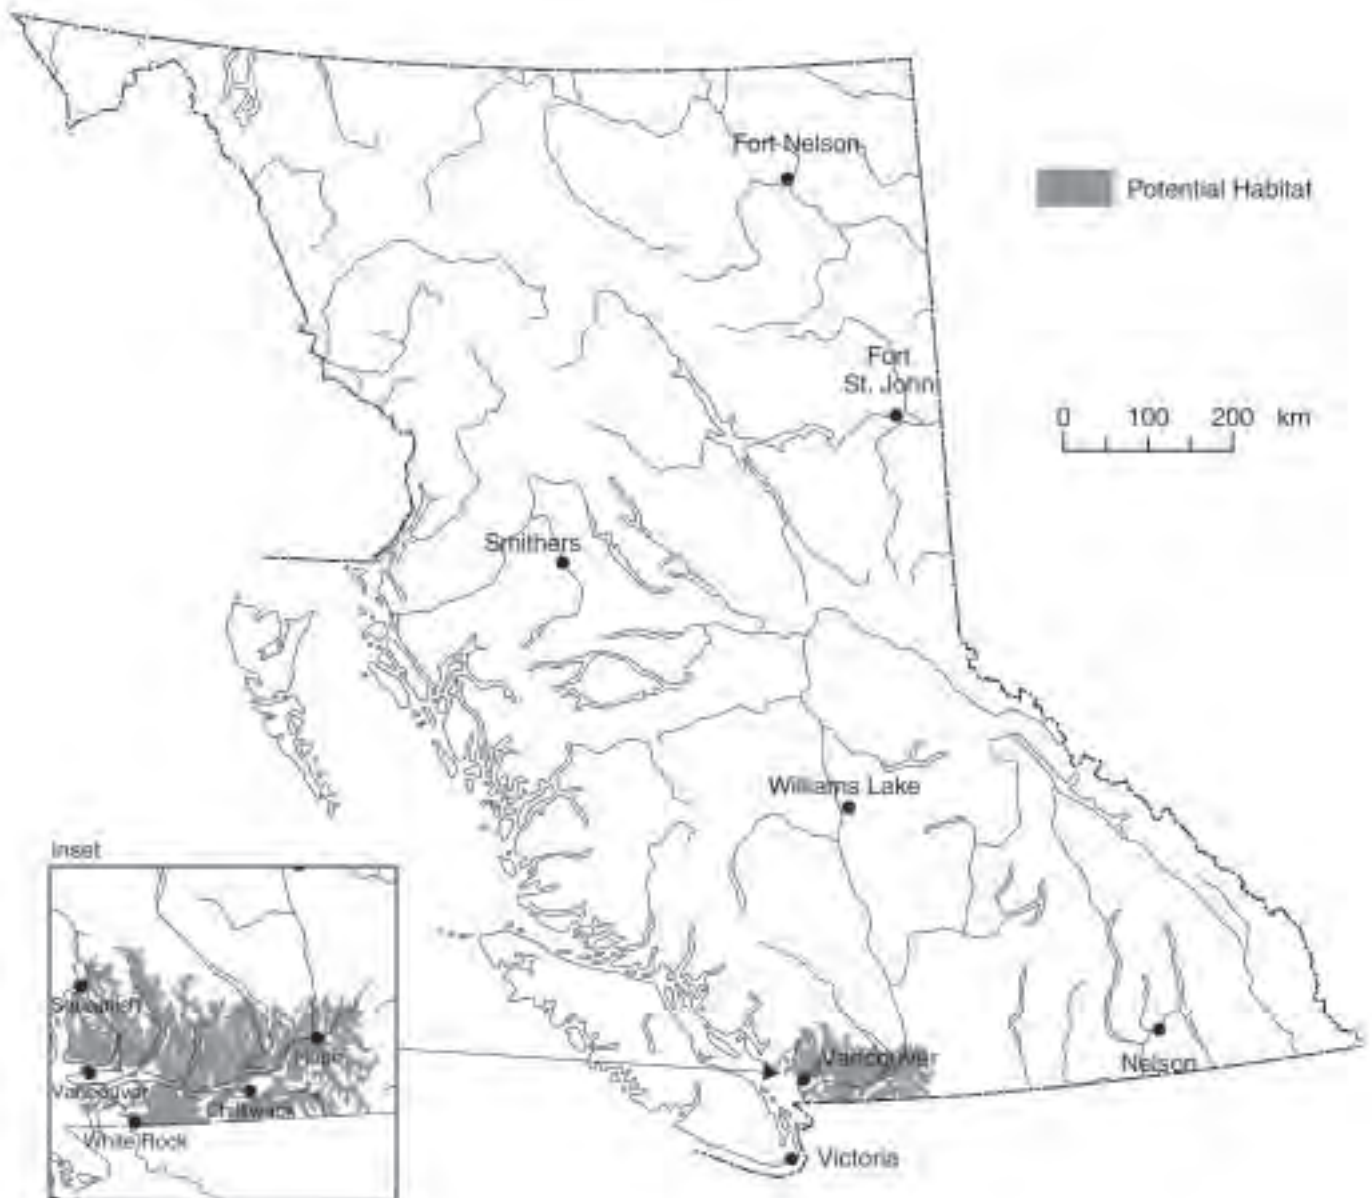 Fort Nelson
Potential Habitat
Fort
St. John
0 100 200 km
Smithers
Williams Lake
Inset
Squamish
Hope
Vancouver
Vancouver
Chilliwack
Nelson
White Rock
Victoria